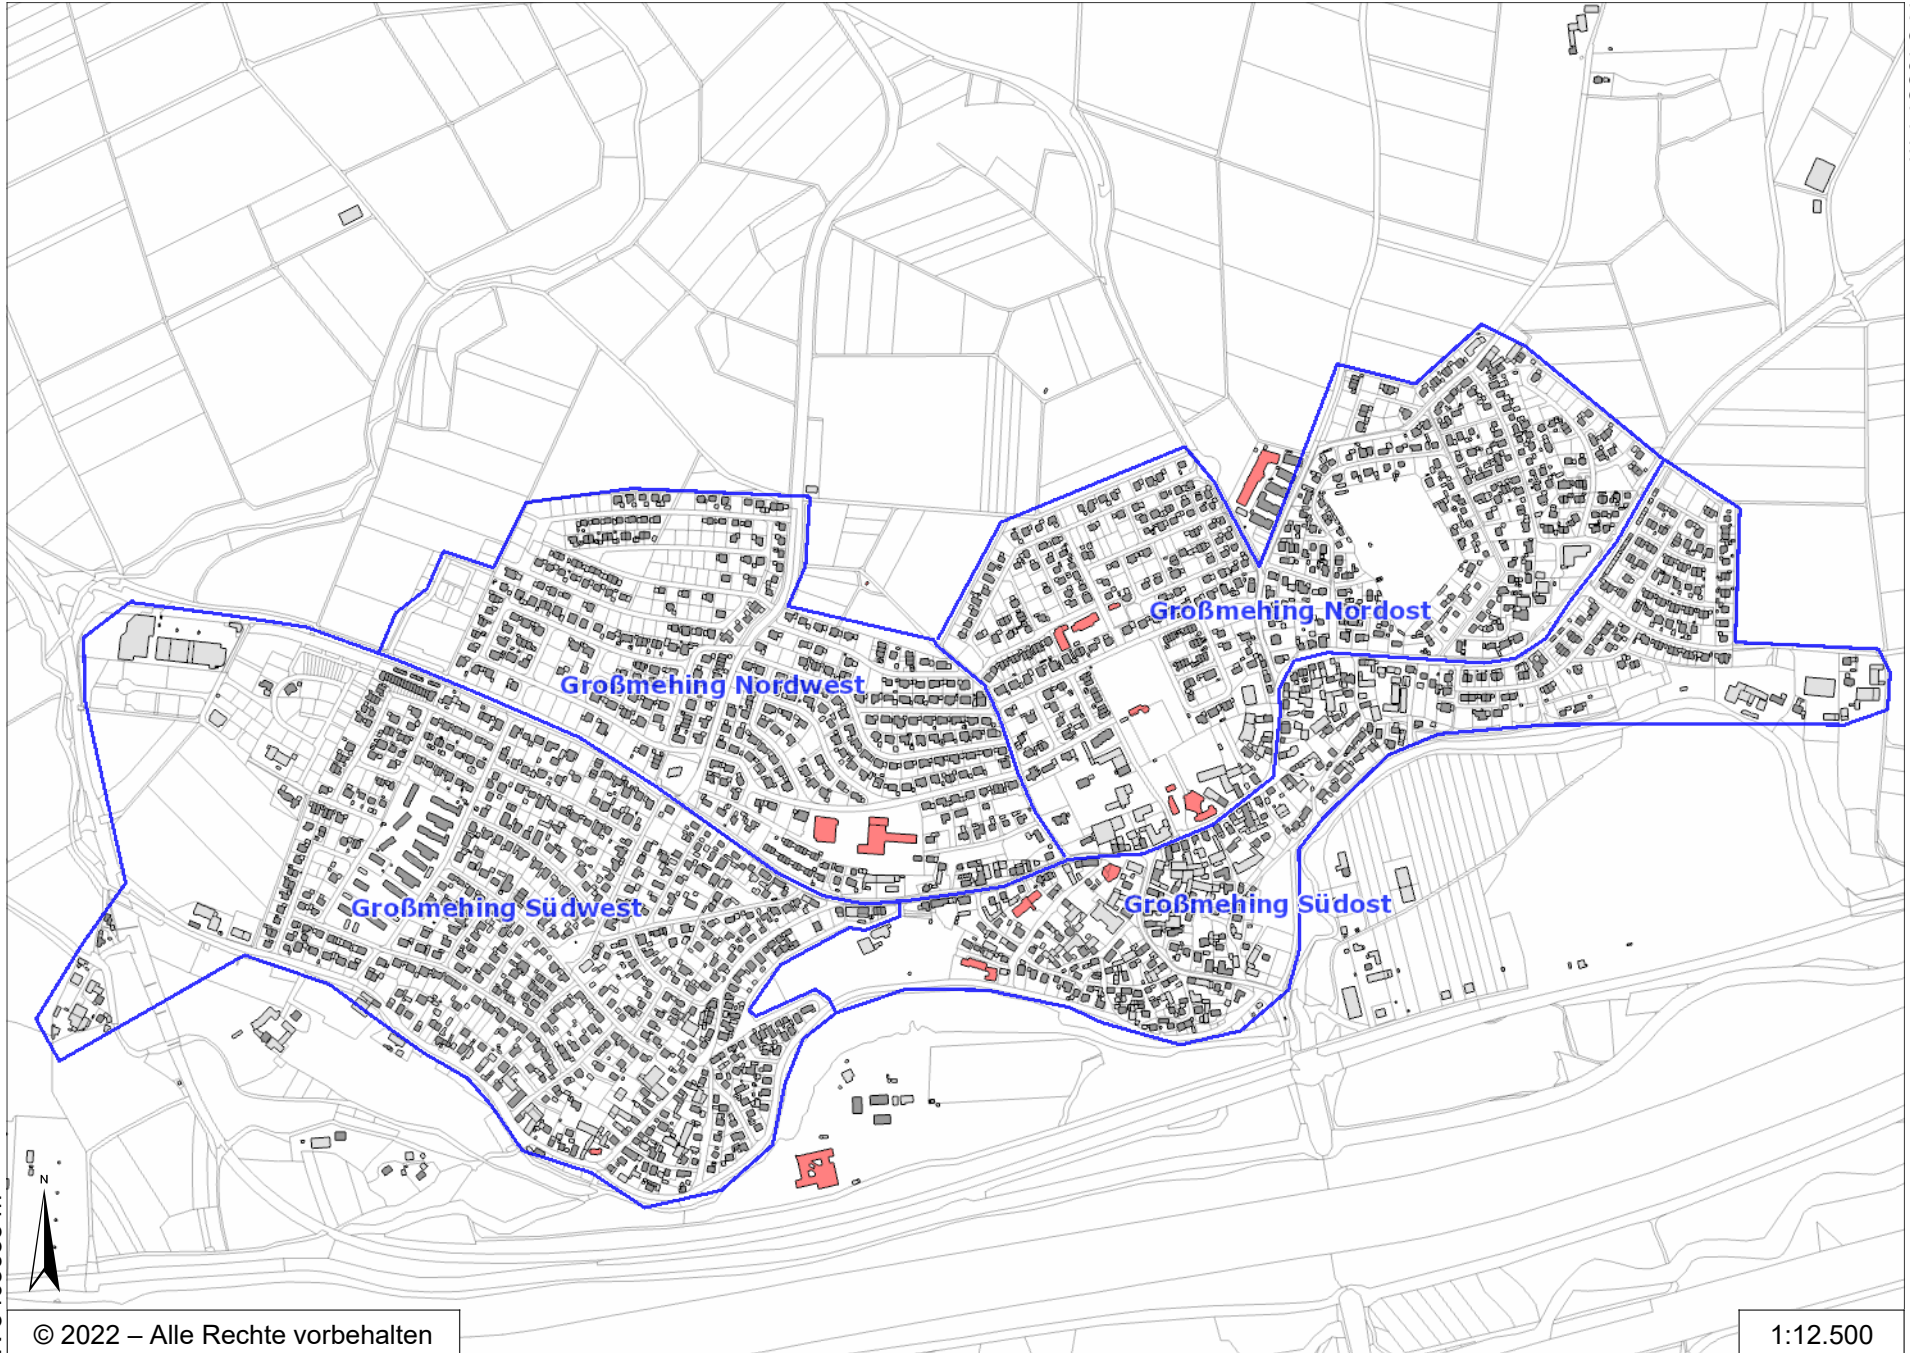 Großmehing Nordost
Großmehing Nordwest
Großmehing Südwest
Großmehing Südost
N
© 2022 – Alle Rechte vorbehalten
1:12.500